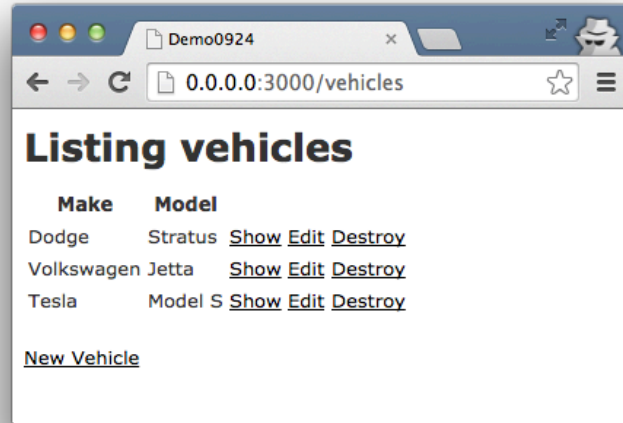 Demo0924
0.0.0.0:3000/vehicles
Listing vehicles
Make Model
Dodge Stratus Show Edit Destroy
Volkswagen Jetta Show Edit Destroy
Tesla Model S Show Edit Destroy
New Vehicle